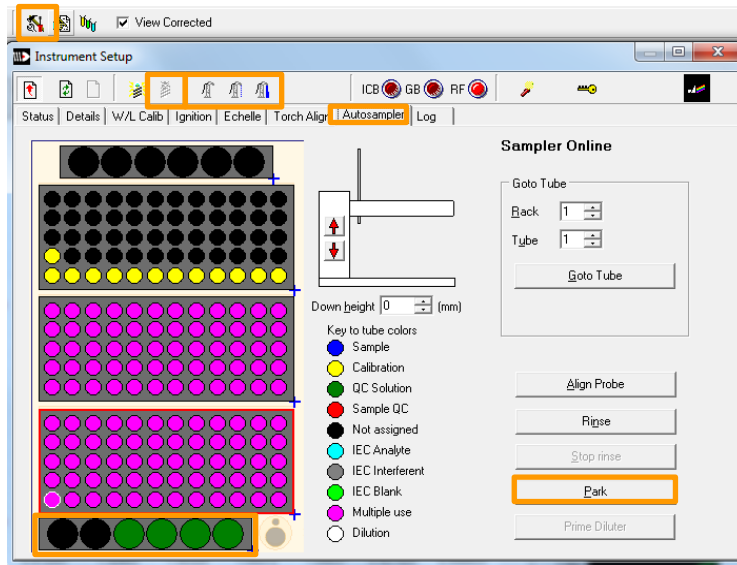 View Corrected
Instrument Setup
ICB GB RF
Status Details W/L Calib Ignition Echelle Torch Align Autosampler Log
Sampler Online
Goto Tube
Rack 1
Tube 1
Goto Tube
Down height 0 (mm)
Key to tube colors
Sample
Calibration
QC Solution
Sample QC
Not assigned
IEC Analyte
IEC Interferent
IEC Blank
Multiple use
Dilution
Align Probe
Rinse
Stop rinse
Park
Prime Diluter